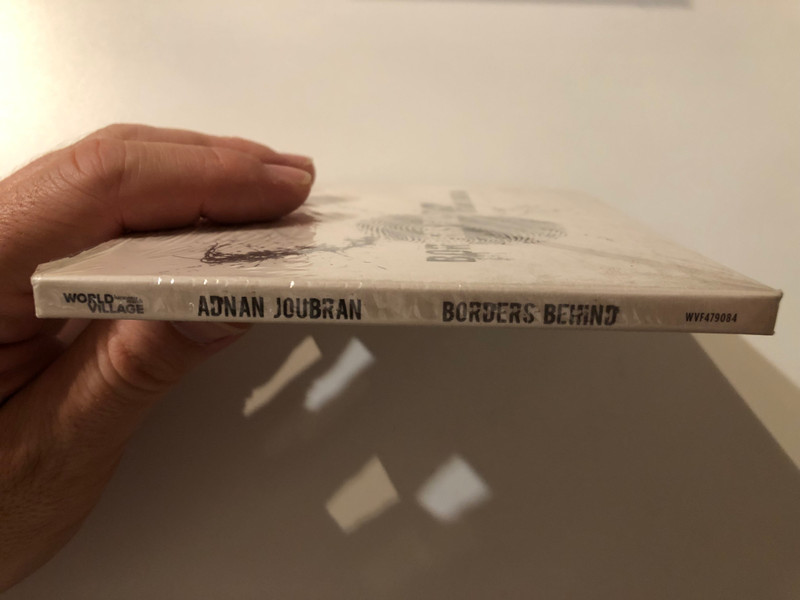 WORLD
VILLAGE
ADNAN JOUBRAN
BORDERS BEHIND
WVF479084